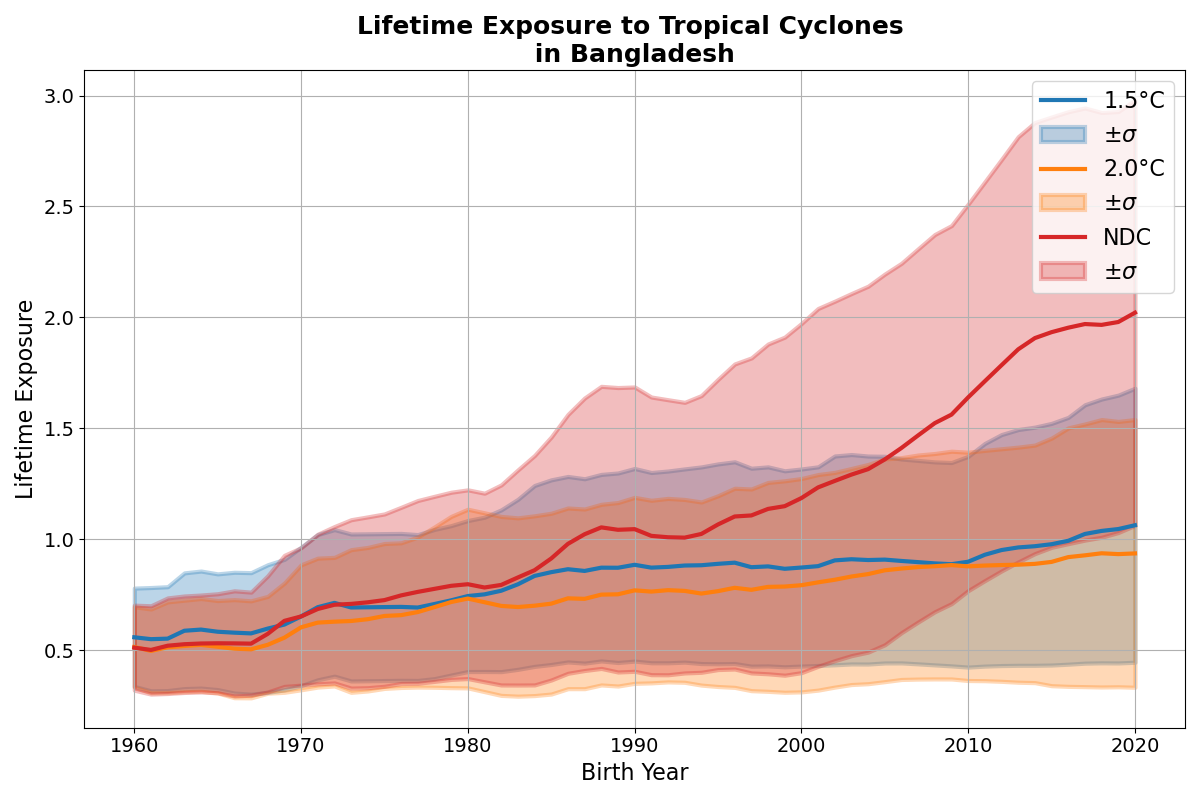 Lifetime Exposure to Tropical Cyclones
in Bangladesh
3.0
2.5
2.0
1.5
1.0
0.5
Lifetime Exposure
1960
1970
1980
1990
2000
2010
2020
Birth Year
1.5°C
±σ
2.0°C
±σ
NDC
±σ